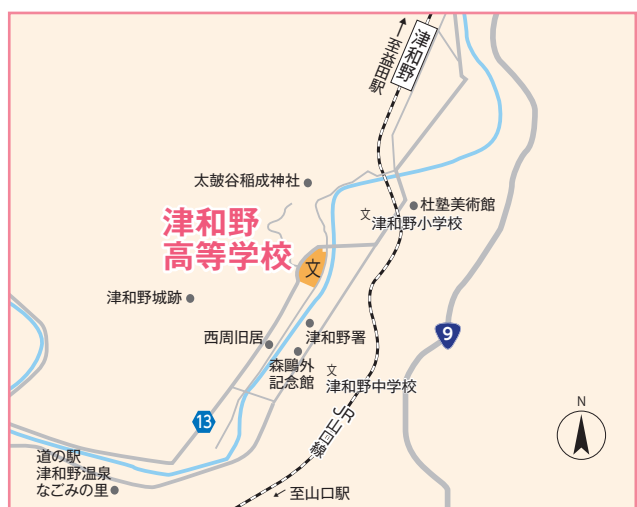 津和野
至益田駅
太皷谷稲成神社
杜塾美術館
文
津和野小学校
津和野
高等学校
文
津和野城跡
西周旧居
津和野署
9
森鷗外
記念館
文
津和野中学校
JR山口線
13
N
道の駅
津和野温泉
なごみの里
至山口駅